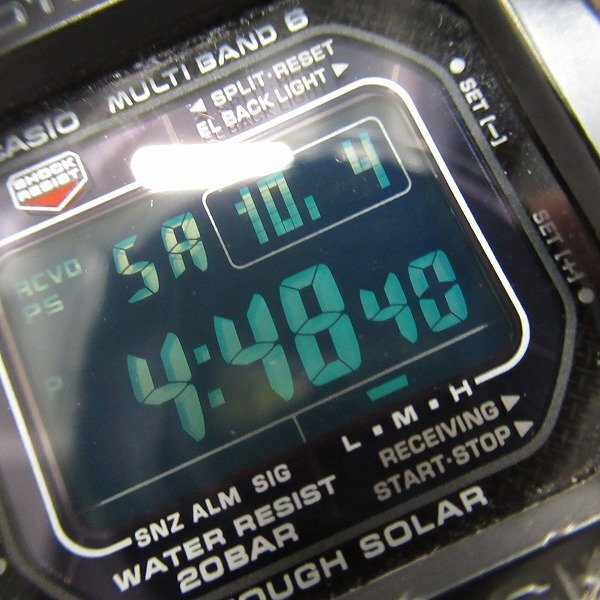 CASIO
MULTI BAND 6
◀ SPLIT·RESET
EL BACK LIGHT ▶
SET [–]
SHOCK
RESIST
SET [+]
RCVD
PS
SA 10. 4
P
4:48 40
L ▪ M ▪ H
SNZ ALM SIG
RECEIVING ▶
START·STOP ▶
WATER RESIST
20BAR
TOUGH SOLAR